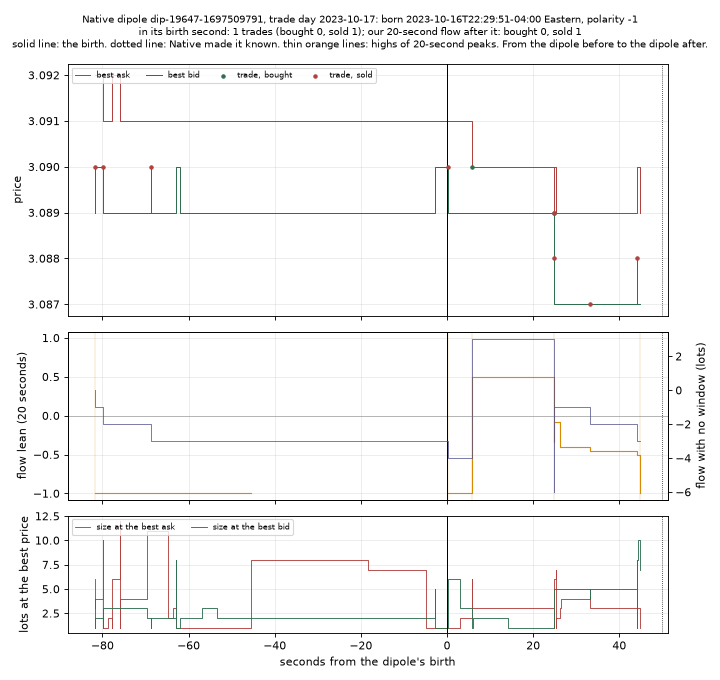 Native dipole dip-19647-1697509791, trade day 2023-10-17: born 2023-10-16T22:29:51-04:00 Eastern, polarity -1
in its birth second: 1 trades (bought 0, sold 1); our 20-second flow after it: bought 0, sold 1
solid line: the birth. dotted line: Native made it known. thin orange lines: highs of 20-second peaks. From the dipole before to the dipole after.
best ask best bid trade, bought trade, sold
3.092
3.091
3.090
3.089
3.088
3.087
price
1.0
0.5
0.0
−0.5
−1.0
flow lean (20 seconds)
2
0
−2
−4
−6
flow with no window (lots)
size at the best ask size at the best bid
12.5
10.0
7.5
5.0
2.5
lots at the best price
−80 −60 −40 −20 0 20 40
seconds from the dipole's birth